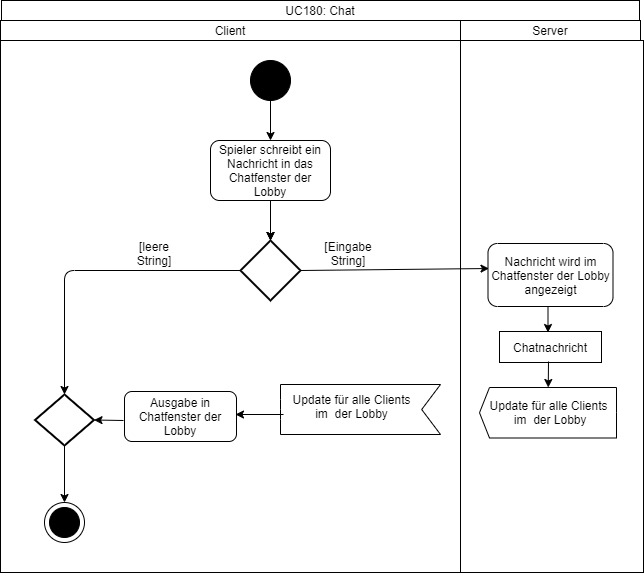 UC180: Chat
Client
Server
Spieler schreibt ein
Nachricht in das
Chatfenster der
Lobby
[leere
String]
[Eingabe
String]
Nachricht wird im
Chatfenster der Lobby
angezeigt
Chatnachricht
Ausgabe in
Chatfenster der
Lobby
Update für alle Clients
im der Lobby
Update für alle Clients
im der Lobby